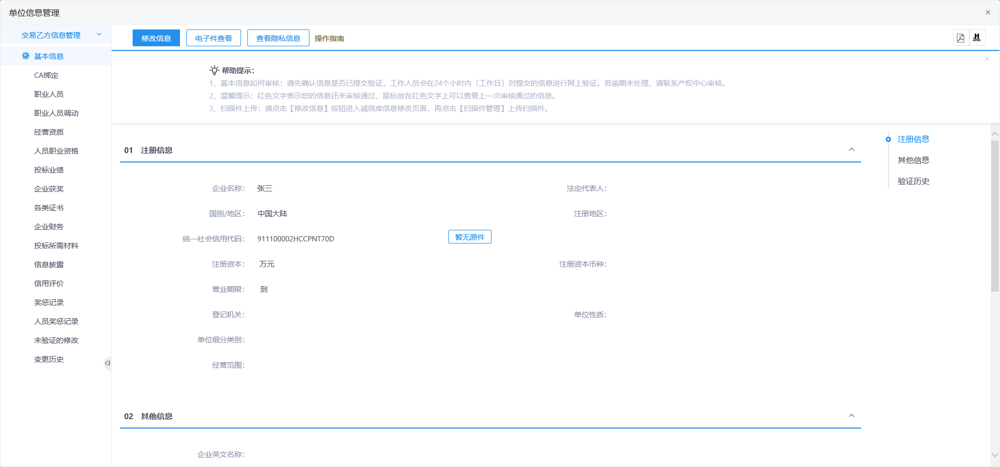 单位信息管理
交易乙方信息管理
基本信息
CA绑定
职业人员
职业人员调动
经营资质
人员职业资格
投标业绩
企业获奖
各类证书
企业财务
投标所需材料
信息披露
信用评价
奖惩记录
人员奖惩记录
未验证的修改
变更历史
修改信息 电子件查看 查看隐私信息 操作指南
帮助提示：
1、基本信息如何审核：请先确认信息是否已提交验证，工作人员会在24个小时内（工作日）对提交的信息进行网上验证。若逾期未处理，请联系产权中心审核。
2、温馨提示：红色文字表示您的信息还未审核通过，鼠标放在红色文字上可以查看上一次审核通过的信息。
3、扫描件上传：请点击【修改信息】按钮进入诚信库信息修改页面，再点击【扫描件管理】上传扫描件。
01 注册信息
企业名称： 张三 法定代表人：
国别/地区： 中国大陆 注册地区：
统一社会信用代码： 911100002HCCPNT70D 暂无原件
注册资本： 万元 注册资本币种：
营业期限： 到
登记机关： 单位性质：
单位细分类别：
经营范围：
02 其他信息
企业英文名称：
注册信息
其他信息
验证历史